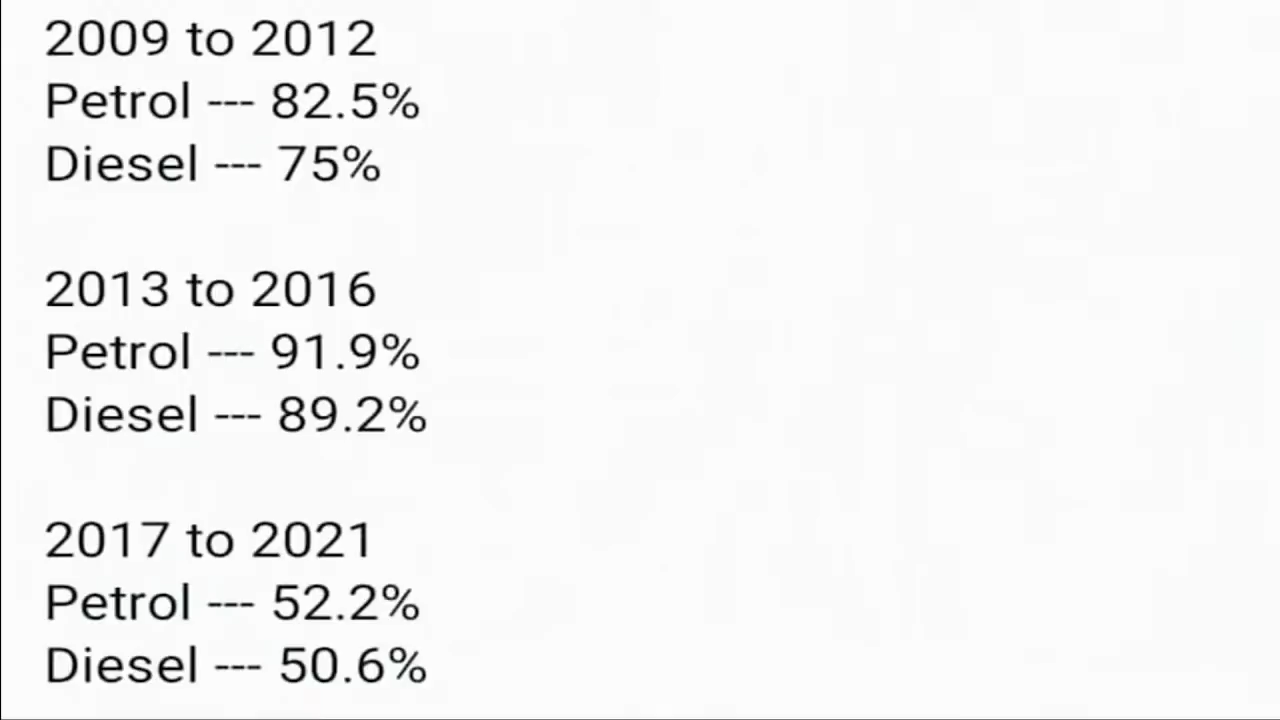 2009 to 2012
Petrol --- 82.5%
Diesel --- 75%
2013 to 2016
Petrol --- 91.9%
Diesel --- 89.2%
2017 to 2021
Petrol --- 52.2%
Diesel --- 50.6%